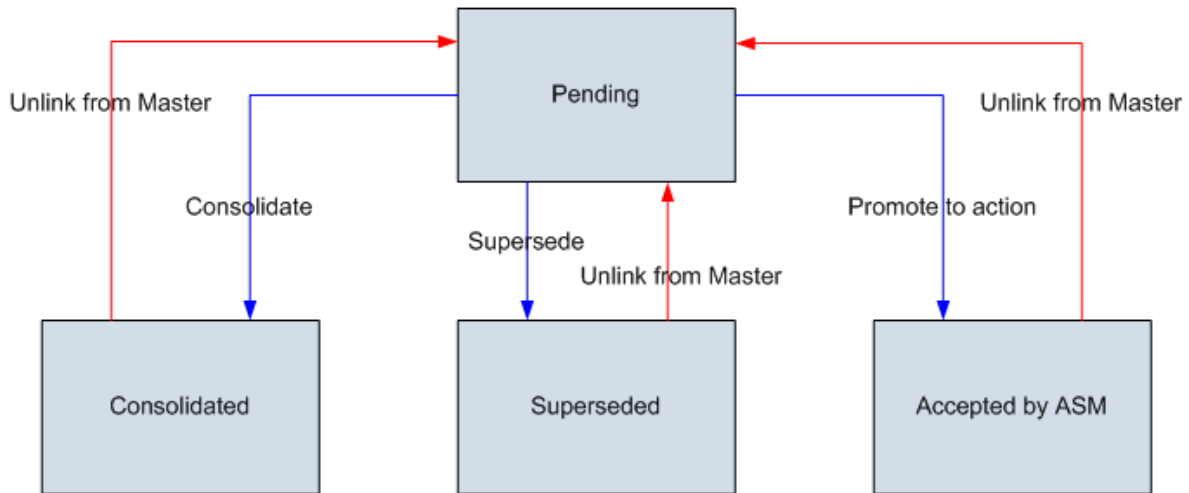 Pending
Unlink from Master
Unlink from Master
Consolidate
Promote to action
Supersede
Unlink from Master
Consolidated
Superseded
Accepted by ASM